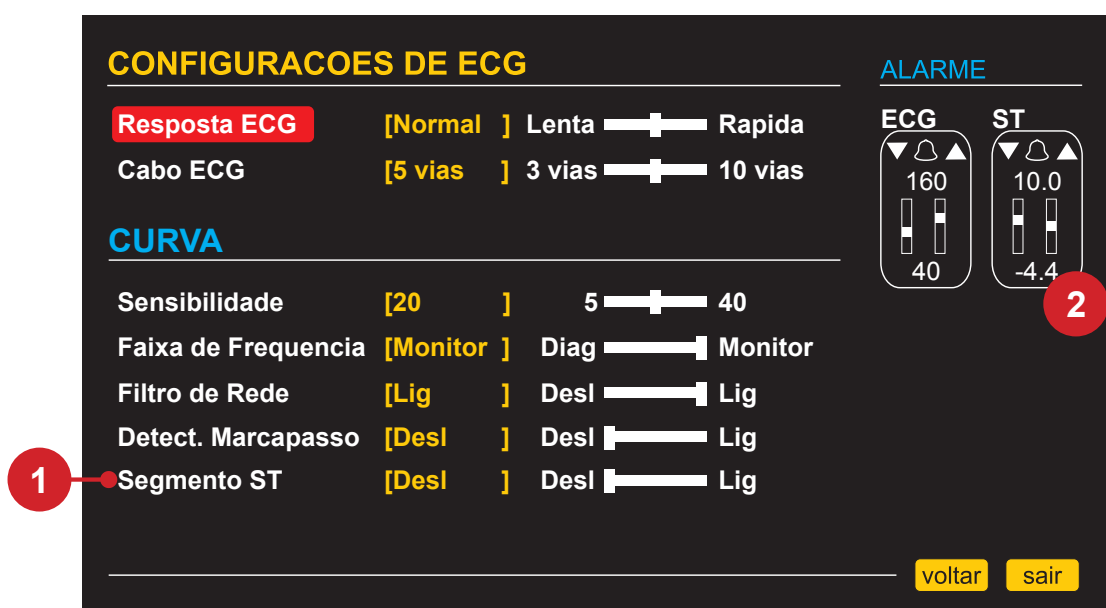 CONFIGURACOES DE ECG
Resposta ECG [Normal ] Lenta Rapida
Cabo ECG [5 vias ] 3 vias 10 vias
CURVA
Sensibilidade [20 ] 5 40
Faixa de Frequencia [Monitor ] Diag Monitor
Filtro de Rede [Lig ] Desl Lig
Detect. Marcapasso [Desl ] Desl Lig
1 Segmento ST [Desl ] Desl Lig
ALARME
ECG ST
160 10.0
40 -4.4
2
voltar sair